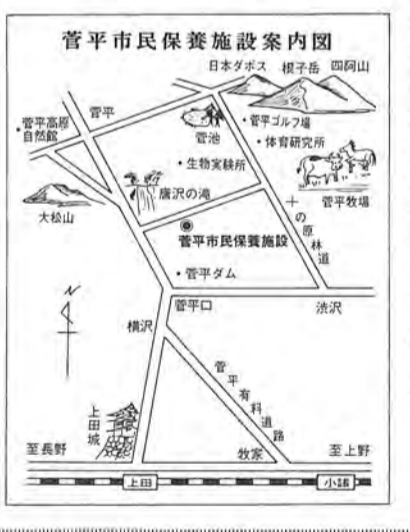 菅平市民保養施設案内図
日本ダボス
根子岳
四阿山
菅平
・菅平高原
自然館
菅池
・菅平ゴルフ場
・体育研究所
・生物実験所
唐沢の滝
大松山
菅平牧場
十の原林道
菅平市民保養施設
・菅平ダム
N
菅平口
渋沢
横沢
菅平有料道路
上田城
至長野
牧家
至上野
上田
小諸